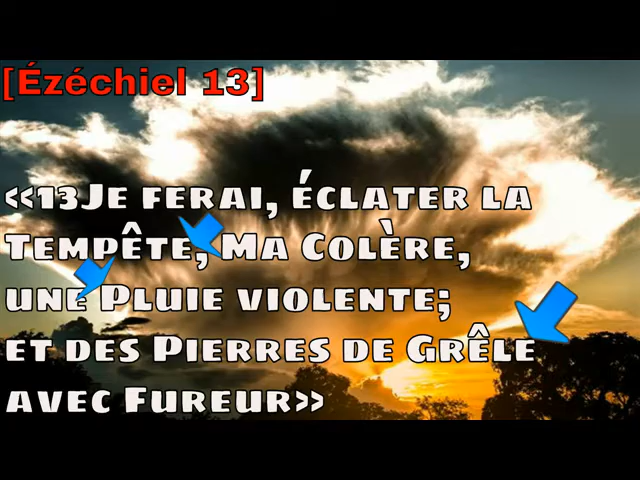 [Ézéchiel 13]
«13Je ferai, éclater la
Tempête, Ma Colère,
une Pluie violente;
et des Pierres de Grêle
avec Fureur»